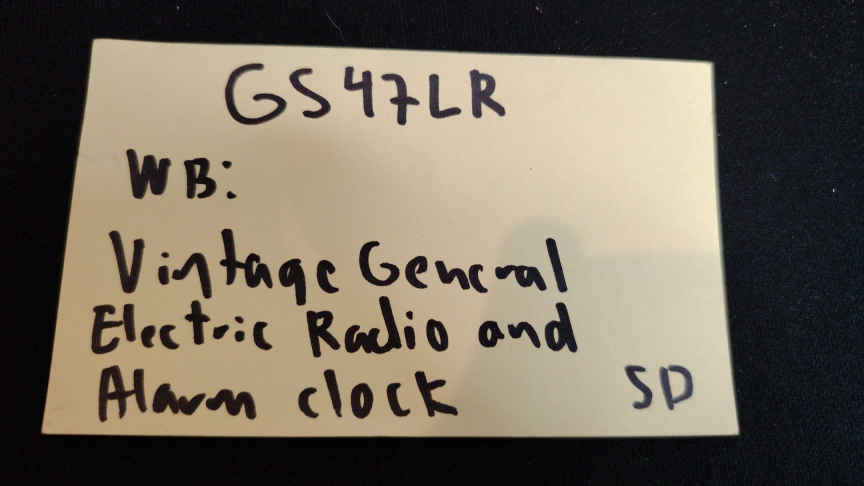 GS47LR
WB:
Vintage General
Electric Radio and
Alarm clock SD